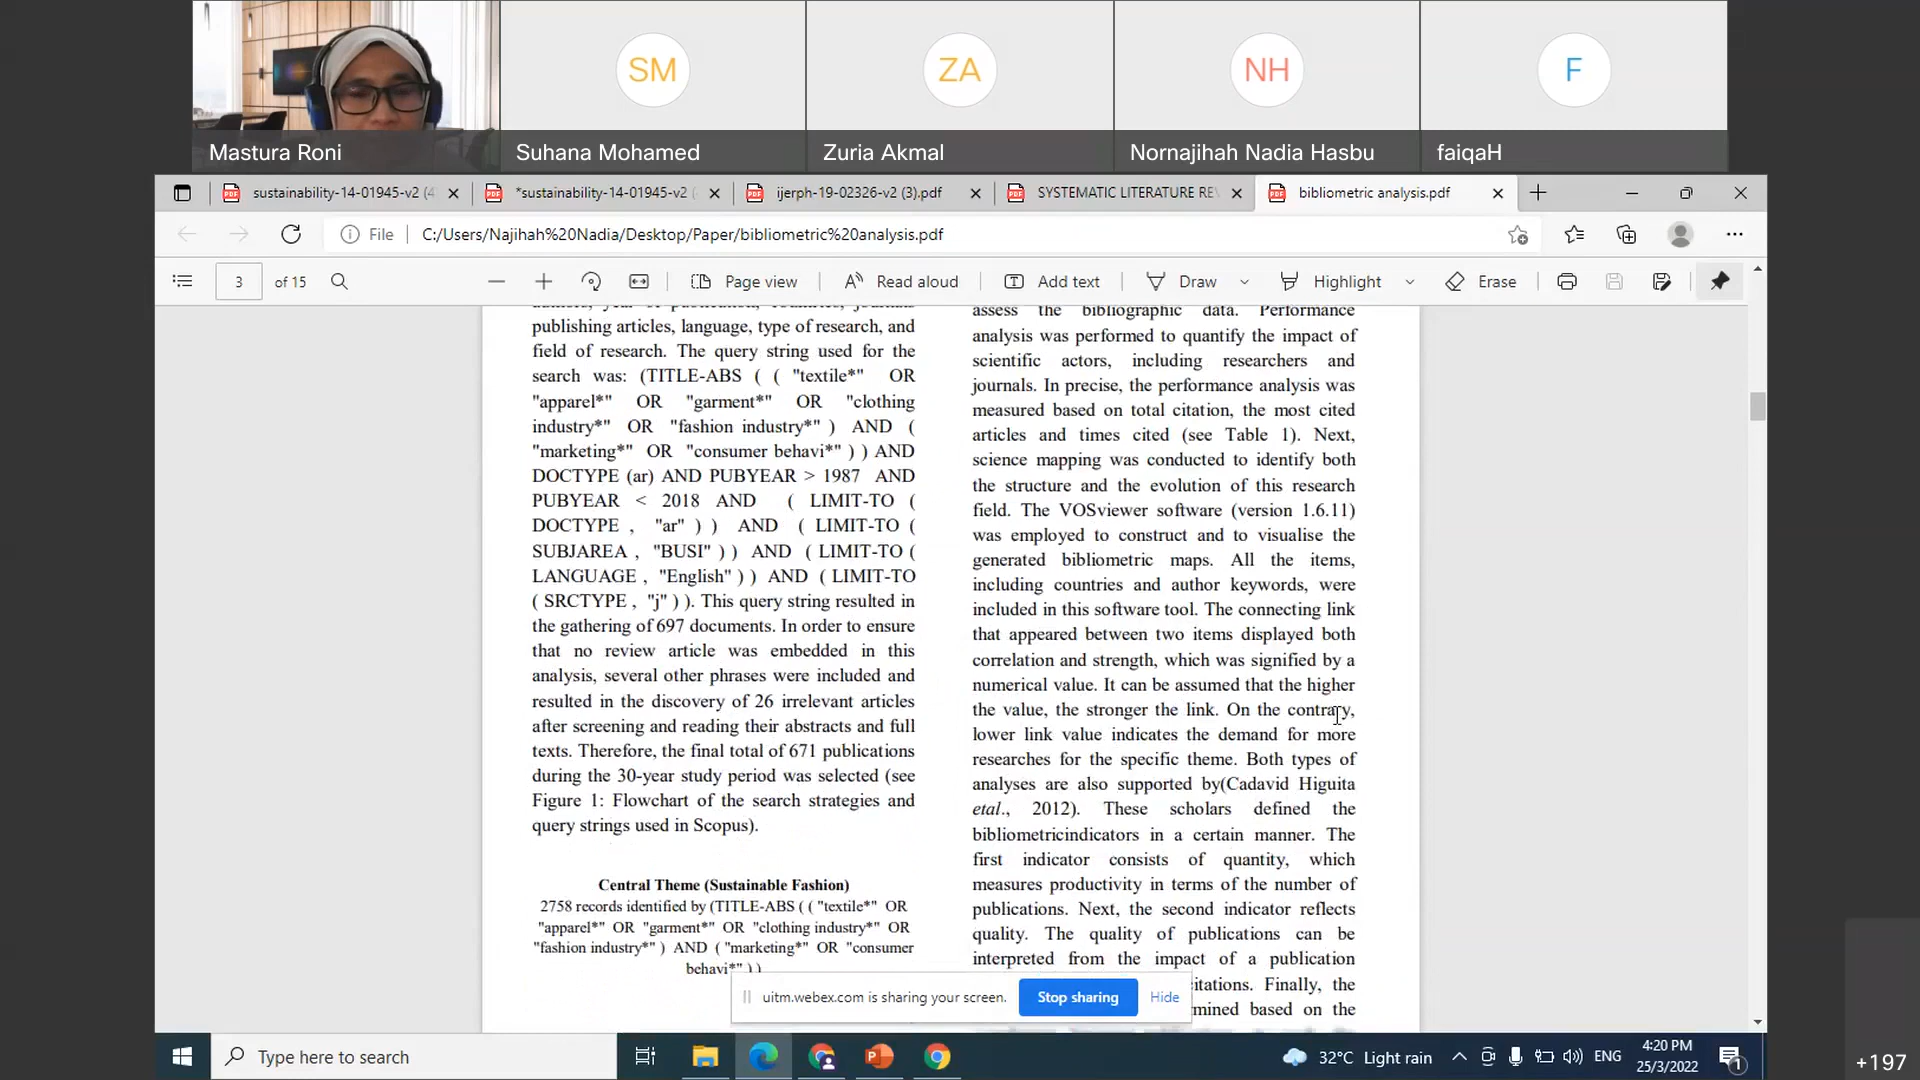 SM
ZA
NH
F
Mastura Roni
Suhana Mohamed
Zuria Akmal
Nornajihah Nadia Hasbu
faiqaH
sustainability-14-01945-v2 (4
*sustainability-14-01945-v2 (
ijerph-19-02326-v2 (3).pdf
SYSTEMATIC LITERATURE RE
bibliometric analysis.pdf
File
C:/Users/Najihah%20Nadia/Desktop/Paper/bibliometric%20analysis.pdf
3 of 15
Page view
Read aloud
Add text
Draw
Highlight
Erase
publishing articles, language, type of research, and
field of research. The query string used for the
search was: (TITLE-ABS ( ( "textile*" OR
"apparel*" OR "garment*" OR "clothing
industry*" OR "fashion industry*" ) AND (
"marketing*" OR "consumer behavi*" ) ) AND
DOCTYPE (ar) AND PUBYEAR > 1987 AND
PUBYEAR < 2018 AND ( LIMIT-TO (
DOCTYPE , "ar" ) ) AND ( LIMIT-TO (
SUBJAREA , "BUSI" ) ) AND ( LIMIT-TO (
LANGUAGE , "English" ) ) AND ( LIMIT-TO
( SRCTYPE , "j" ) ). This query string resulted in
the gathering of 697 documents. In order to ensure
that no review article was embedded in this
analysis, several other phrases were included and
resulted in the discovery of 26 irrelevant articles
after screening and reading their abstracts and full
texts. Therefore, the final total of 671 publications
during the 30-year study period was selected (see
Figure 1: Flowchart of the search strategies and
query strings used in Scopus).
Central Theme (Sustainable Fashion)
2758 records identified by (TITLE-ABS ( ( "textile*" OR
"apparel*" OR "garment*" OR "clothing industry*" OR
"fashion industry*" ) AND ( "marketing*" OR "consumer
behavi*" ) )
assess the bibliographic data. Performance
analysis was performed to quantify the impact of
scientific actors, including researchers and
journals. In precise, the performance analysis was
measured based on total citation, the most cited
articles and times cited (see Table 1). Next,
science mapping was conducted to identify both
the structure and the evolution of this research
field. The VOSviewer software (version 1.6.11)
was employed to construct and to visualise the
generated bibliometric maps. All the items,
including countries and author keywords, were
included in this software tool. The connecting link
that appeared between two items displayed both
correlation and strength, which was signified by a
numerical value. It can be assumed that the higher
the value, the stronger the link. On the contrary,
lower link value indicates the demand for more
researches for the specific theme. Both types of
analyses are also supported by(Cadavid Higuita
etal., 2012). These scholars defined the
bibliometricindicators in a certain manner. The
first indicator consists of quantity, which
measures productivity in terms of the number of
publications. Next, the second indicator reflects
quality. The quality of publications can be
interpreted from the impact of a publication
itations. Finally, the
mined based on the
uitm.webex.com is sharing your screen.
Stop sharing
Hide
Type here to search
32°C Light rain
ENG
4:20 PM
25/3/2022
1
+197